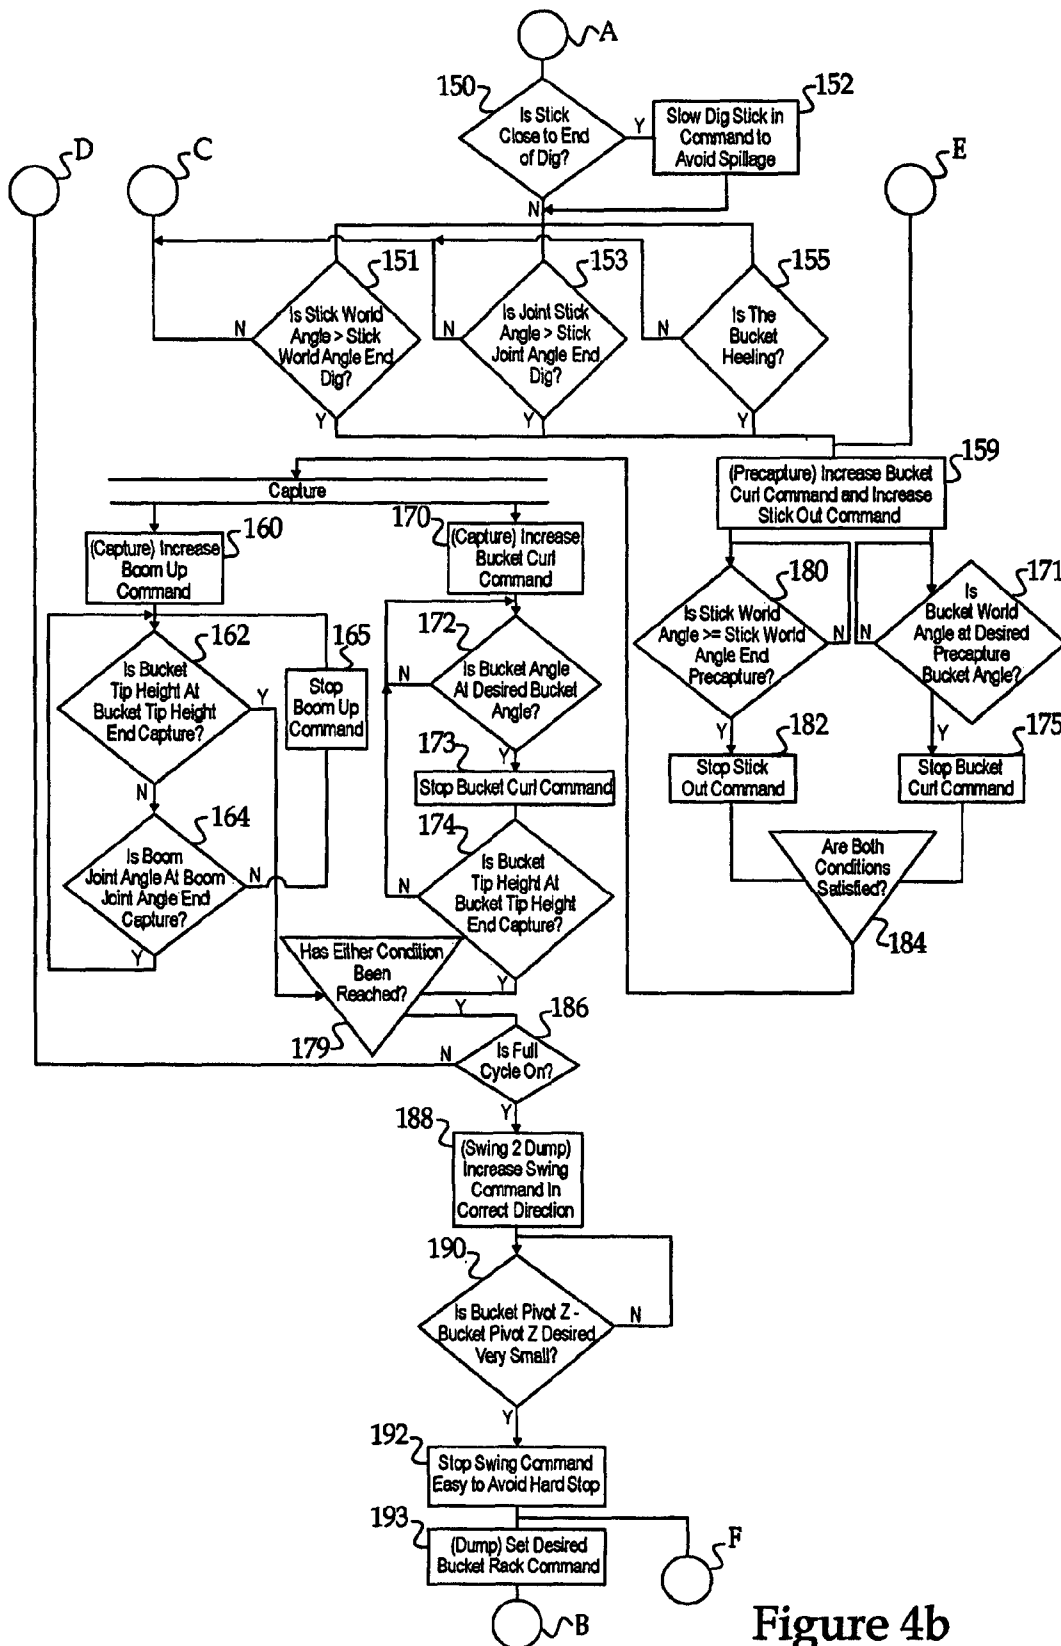 A
150
152
Is Stick
Close to End
of Dig?
Y
Slow Dig Stick in
Command to
Avoid Spillage
D
C
E
N
151
153
155
Is Stick World
Angle > Stick
World Angle End
Dig?
N
Y
Is Joint Stick
Angle > Stick
Joint Angle End
Dig?
N
Y
Is The
Bucket
Heeling?
N
Y
159
(Precapture) Increase Bucket
Curl Command and Increase
Stick Out Command
Capture
160
(Capture) Increase
Boom Up
Command
170
(Capture) Increase
Bucket Curl
Command
180
Is Stick World
Angle >= Stick World
Angle End
Precapture?
N
Y
171
Is
Bucket World
Angle at Desired
Precapture
Bucket Angle?
N
Y
162
Is Bucket
Tip Height At
Bucket Tip Height
End Capture?
Y
N
165
Stop
Boom Up
Command
172
Is Bucket Angle
At Desired Bucket
Angle?
N
Y
173
Stop Bucket Curl Command
182
Stop Stick
Out Command
175
Stop Bucket
Curl Command
164
Is Boom
Joint Angle At Boom
Joint Angle End
Capture?
N
Y
174
Is Bucket
Tip Height At
Bucket Tip Height
End Capture?
N
Y
Are Both
Conditions
Satisfied?
184
Has Either Condition
Been
Reached?
Y
179
186
Is Full
Cycle On?
N
Y
188
(Swing 2 Dump)
Increase Swing
Command In
Correct Direction
190
Is Bucket Pivot Z -
Bucket Pivot Z Desired
Very Small?
N
Y
192
Stop Swing Command
Easy to Avoid Hard Stop
193
(Dump) Set Desired
Bucket Rack Command
F
B
Figure 4b